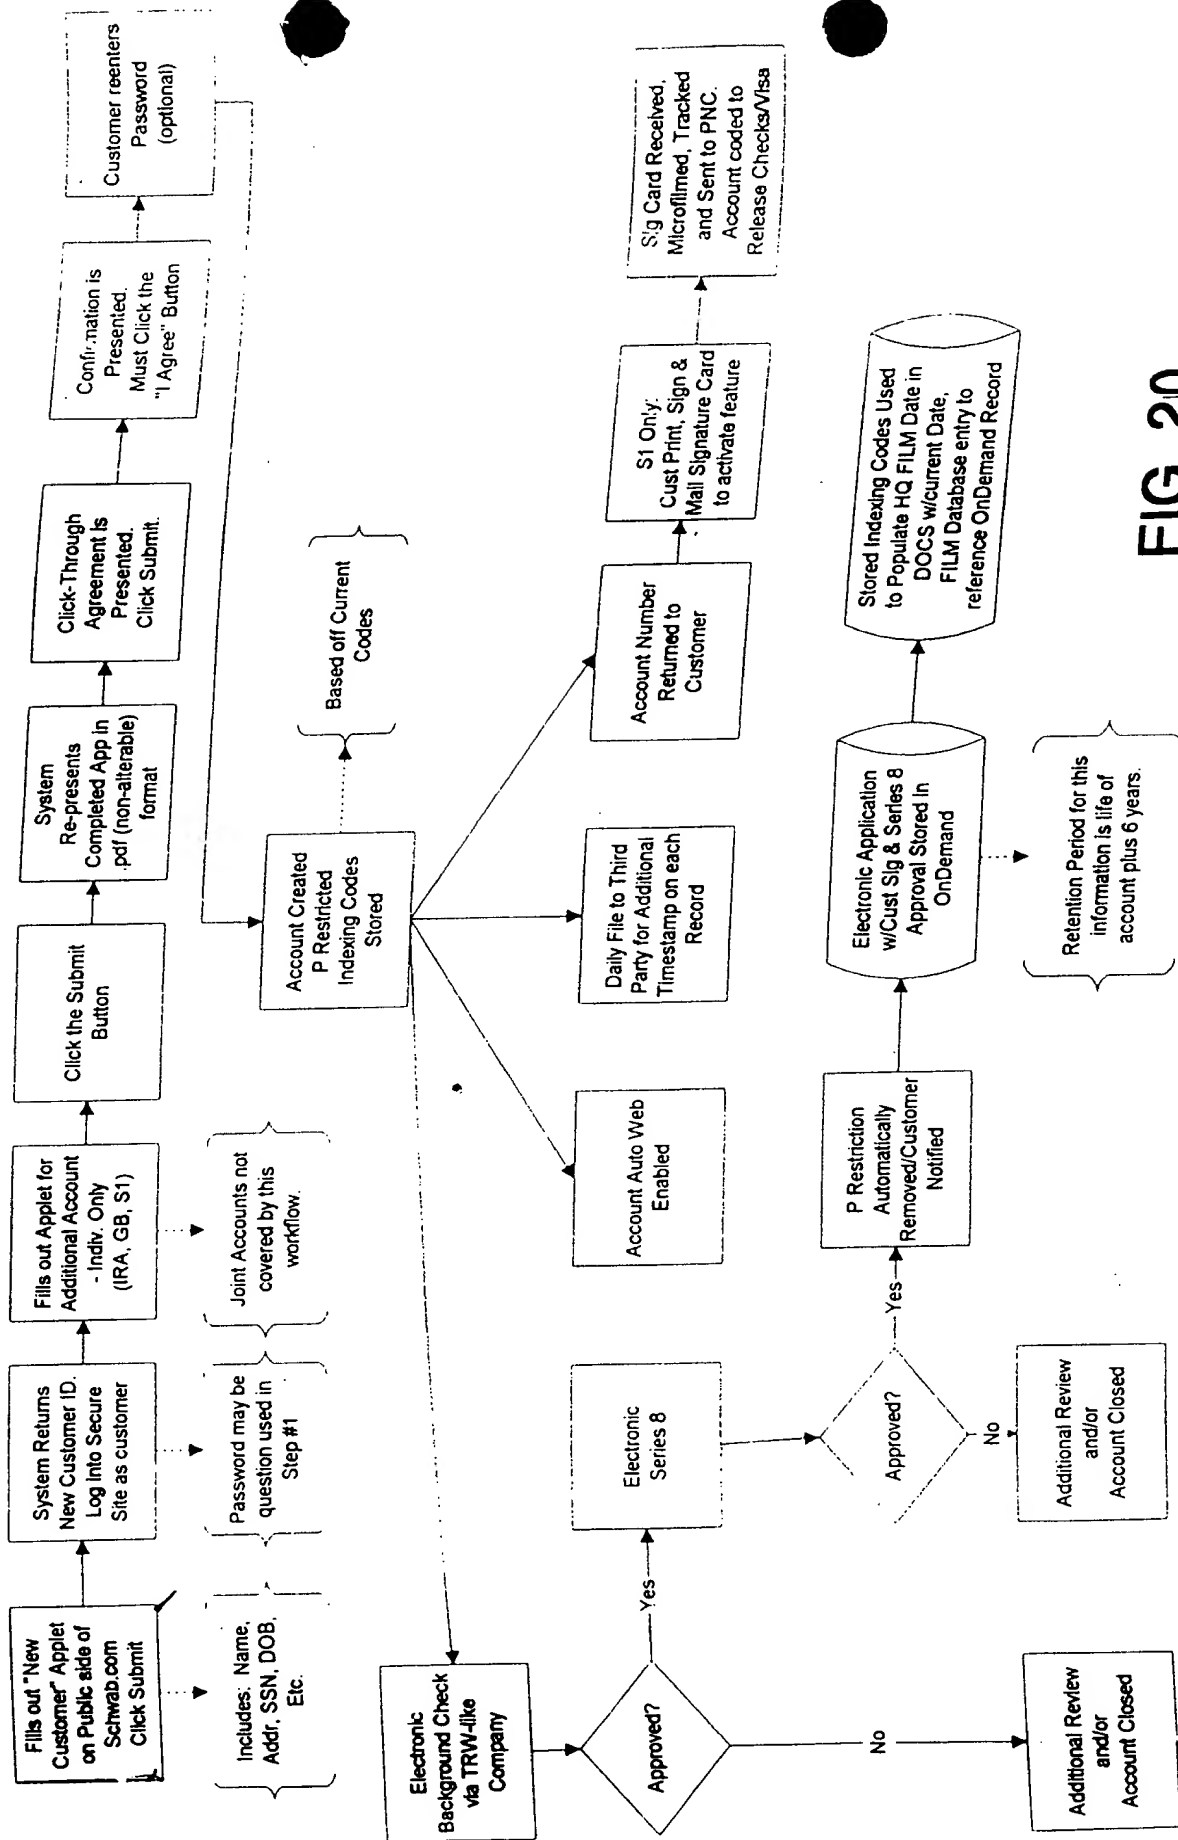 Fills out "New
Customer" Applet
on Public side of
Schwab.com
Click Submit
System Returns
New Customer ID.
Log Into Secure
Site as customer
Fills out Applet for
Additional Account
- Indiv. Only
(IRA, GB, S1)
Click the Submit
Button
System
Re-presents
Completed App in
.pdf (non-alterable)
format
Click-Through
Agreement is
Presented.
Click Submit.
Confirmation is
Presented.
Must Click the
"I Agree" Button
Customer reenters
Password
(optional)
Includes: Name,
Addr, SSN, DOB,
Etc.
Password may be
question used in
Step #1
Joint Accounts not
covered by this
workflow.
Account Created
P Restricted
Indexing Codes
Stored
Based off Current
Codes
Electronic
Background Check
via TRW-like
Company
Approved?
Yes
No
Additional Review
and/or
Account Closed
Electronic
Series 8
Approved?
Yes
No
Additional Review
and/or
Account Closed
Account Auto Web
Enabled
Daily File to Third
Party for Additional
Timestamp on each
Record
Account Number
Returned to
Customer
S1 Only:
Cust Print, Sign &
Mail Signature Card
to activate feature
Sig Card Received,
Microfilmed, Tracked
and Sent to PNC.
Account coded to
Release Checks/Visa
P Restriction
Automatically
Removed/Customer
Notified
Electronic Application
w/Cust Sig & Series 8
Approval Stored In
OnDemand
Stored Indexing Codes Used
to Populate HQ FILM Date in
DOCS w/current Date,
FILM Database entry to
reference OnDemand Record
Retention Period for this
information is life of
account plus 6 years.
FIG 20